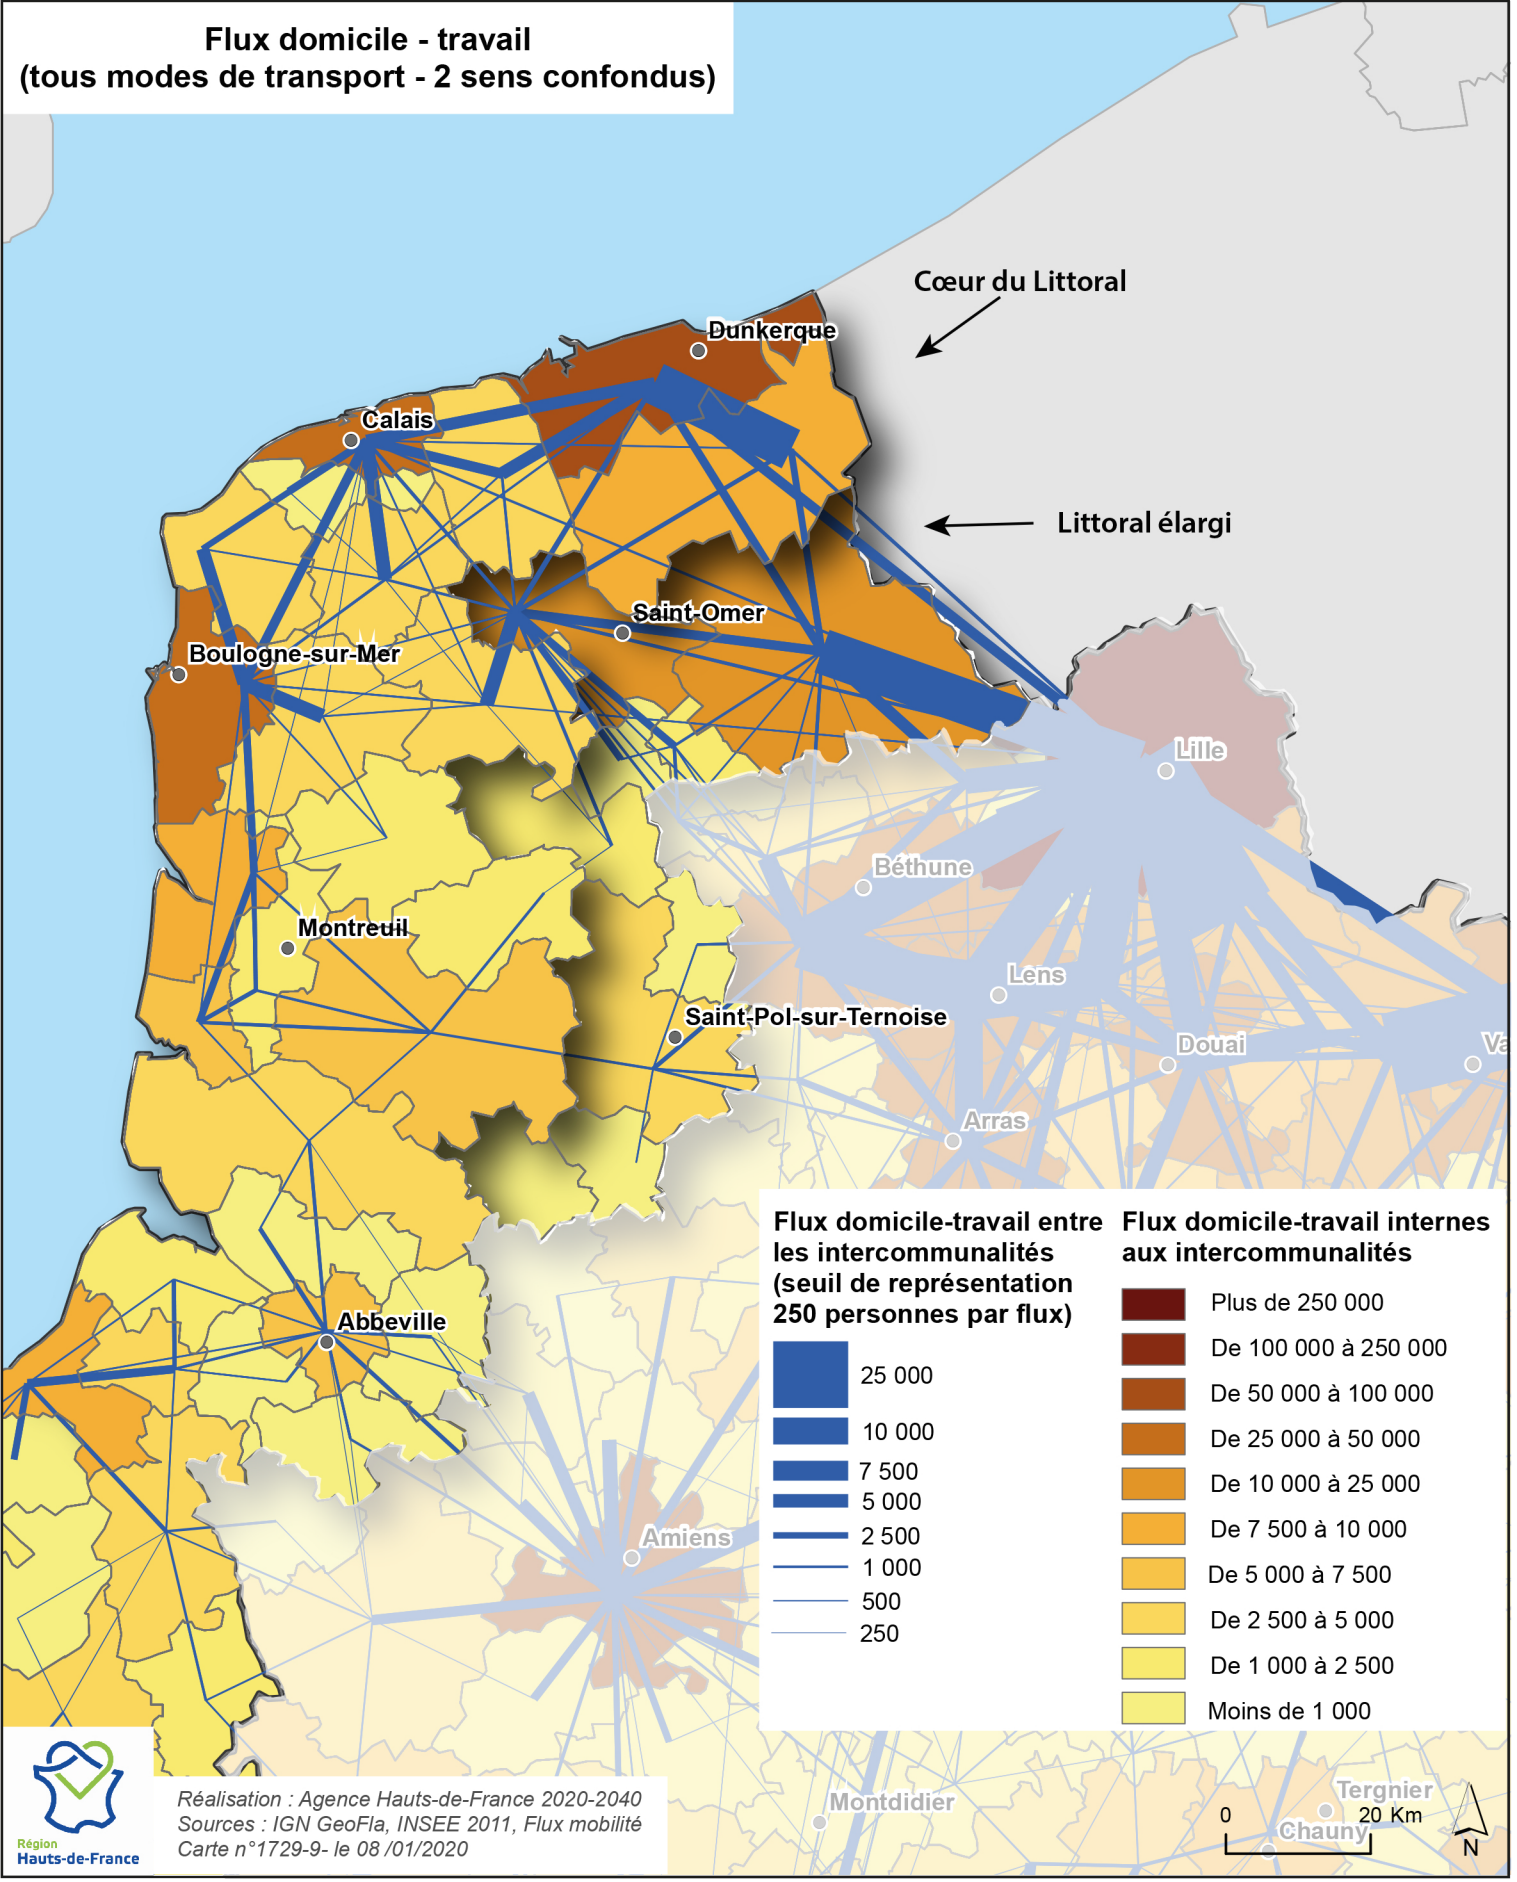 Flux domicile - travail
(tous modes de transport - 2 sens confondus)
Cœur du Littoral
Dunkerque
Calais
Littoral élargi
Saint-Omer
Boulogne-sur-Mer
Lille
Béthune
Montreuil
Lens
Saint-Pol-sur-Ternoise
Douai
Va
Arras
Abbeville
Amiens
Flux domicile-travail entre
les intercommunalités
(seuil de représentation
250 personnes par flux)
25 000
10 000
7 500
5 000
2 500
1 000
500
250
Flux domicile-travail internes
aux intercommunalités
Plus de 250 000
De 100 000 à 250 000
De 50 000 à 100 000
De 25 000 à 50 000
De 10 000 à 25 000
De 7 500 à 10 000
De 5 000 à 7 500
De 2 500 à 5 000
De 1 000 à 2 500
Moins de 1 000
Montdidier
Tergnier
Chauny
0 20 Km
N
Région
Hauts-de-France
Réalisation : Agence Hauts-de-France 2020-2040
Sources : IGN GeoFla, INSEE 2011, Flux mobilité
Carte n°1729-9- le 08 /01/2020